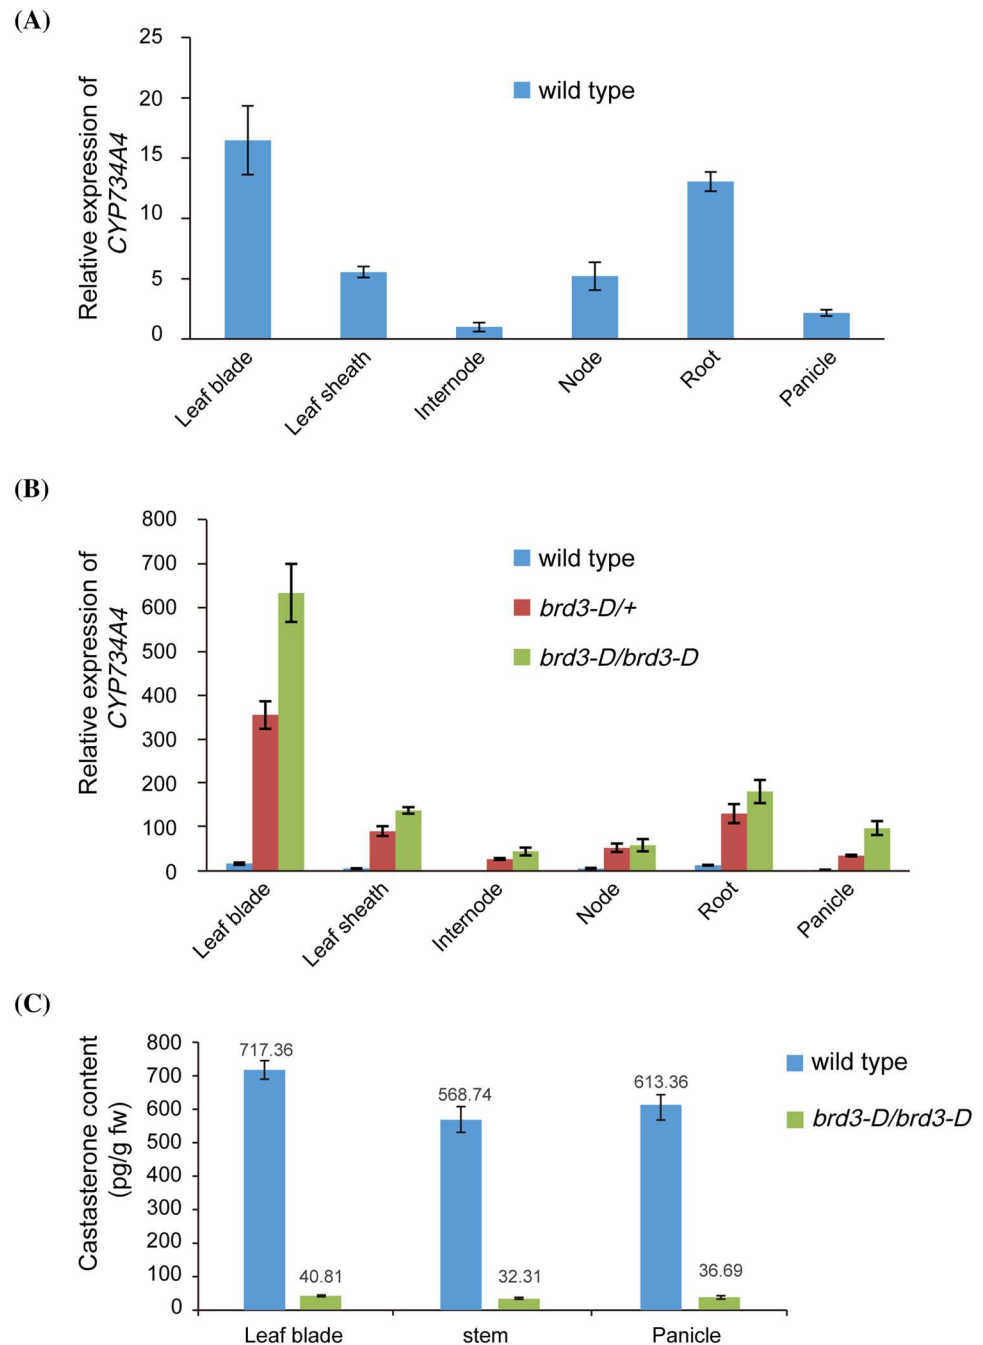 (A)
Relative expression of
CYP734A4
25
20
15
10
5
0
wild type
Leaf blade
Leaf sheath
Internode
Node
Root
Panicle
(B)
Relative expression of
CYP734A4
800
700
600
500
400
300
200
100
0
wild type
brd3-D/+
brd3-D/brd3-D
Leaf blade
Leaf sheath
Internode
Node
Root
Panicle
(C)
Castasterone content
(pg/g fw)
800
700
600
500
400
300
200
100
0
717.36
40.81
568.74
32.31
613.36
36.69
wild type
brd3-D/brd3-D
Leaf blade
stem
Panicle